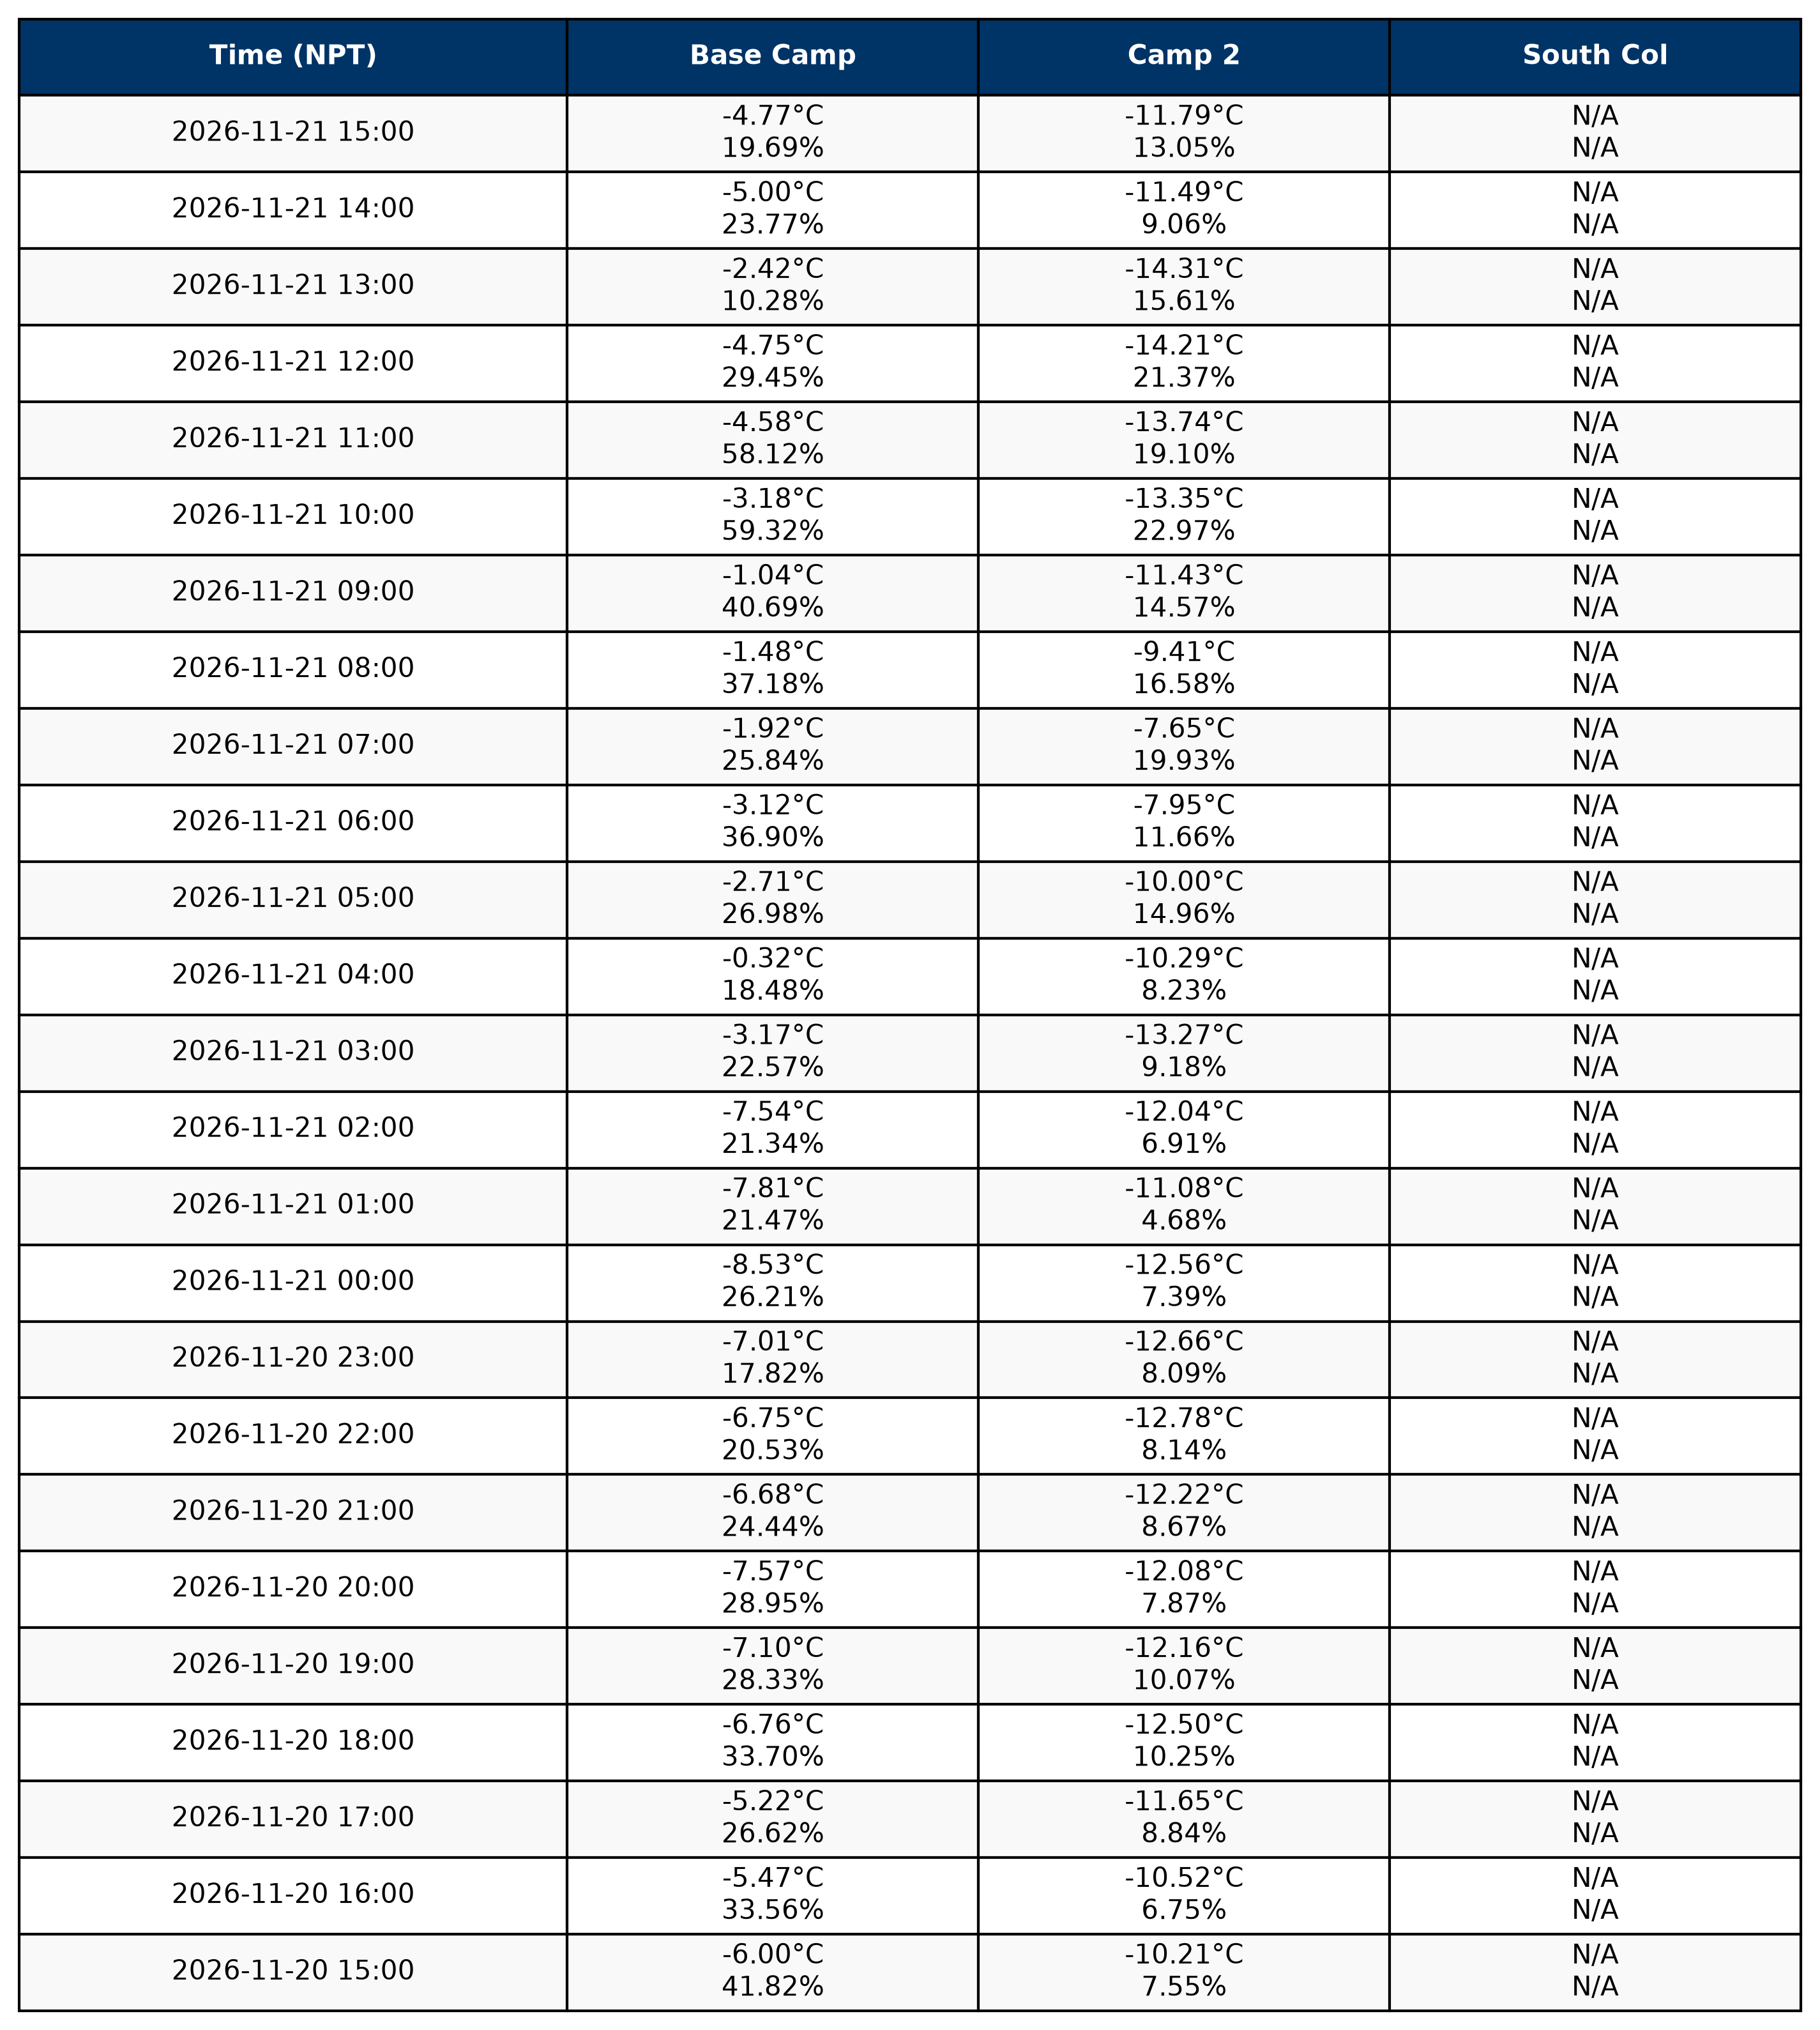 Time (NPT) Base Camp Camp 2 South Col
2026-11-21 15:00 -4.77°C -11.79°C N/A
19.69% 13.05% N/A
2026-11-21 14:00 -5.00°C -11.49°C N/A
23.77% 9.06% N/A
2026-11-21 13:00 -2.42°C -14.31°C N/A
10.28% 15.61% N/A
2026-11-21 12:00 -4.75°C -14.21°C N/A
29.45% 21.37% N/A
2026-11-21 11:00 -4.58°C -13.74°C N/A
58.12% 19.10% N/A
2026-11-21 10:00 -3.18°C -13.35°C N/A
59.32% 22.97% N/A
2026-11-21 09:00 -1.04°C -11.43°C N/A
40.69% 14.57% N/A
2026-11-21 08:00 -1.48°C -9.41°C N/A
37.18% 16.58% N/A
2026-11-21 07:00 -1.92°C -7.65°C N/A
25.84% 19.93% N/A
2026-11-21 06:00 -3.12°C -7.95°C N/A
36.90% 11.66% N/A
2026-11-21 05:00 -2.71°C -10.00°C N/A
26.98% 14.96% N/A
2026-11-21 04:00 -0.32°C -10.29°C N/A
18.48% 8.23% N/A
2026-11-21 03:00 -3.17°C -13.27°C N/A
22.57% 9.18% N/A
2026-11-21 02:00 -7.54°C -12.04°C N/A
21.34% 6.91% N/A
2026-11-21 01:00 -7.81°C -11.08°C N/A
21.47% 4.68% N/A
2026-11-21 00:00 -8.53°C -12.56°C N/A
26.21% 7.39% N/A
2026-11-20 23:00 -7.01°C -12.66°C N/A
17.82% 8.09% N/A
2026-11-20 22:00 -6.75°C -12.78°C N/A
20.53% 8.14% N/A
2026-11-20 21:00 -6.68°C -12.22°C N/A
24.44% 8.67% N/A
2026-11-20 20:00 -7.57°C -12.08°C N/A
28.95% 7.87% N/A
2026-11-20 19:00 -7.10°C -12.16°C N/A
28.33% 10.07% N/A
2026-11-20 18:00 -6.76°C -12.50°C N/A
33.70% 10.25% N/A
2026-11-20 17:00 -5.22°C -11.65°C N/A
26.62% 8.84% N/A
2026-11-20 16:00 -5.47°C -10.52°C N/A
33.56% 6.75% N/A
2026-11-20 15:00 -6.00°C -10.21°C N/A
41.82% 7.55% N/A